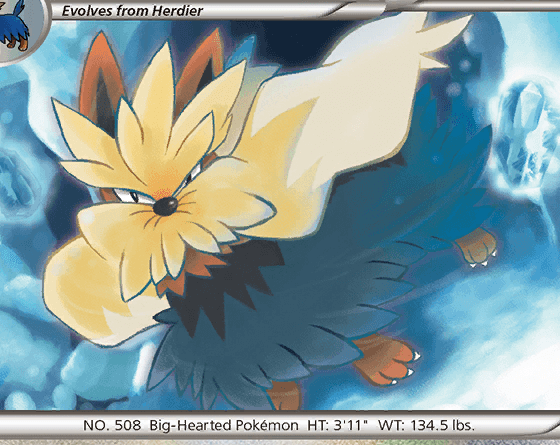 Evolves from Herdier
NO. 508 Big-Hearted Pokémon HT: 3'11" WT: 134.5 lbs.